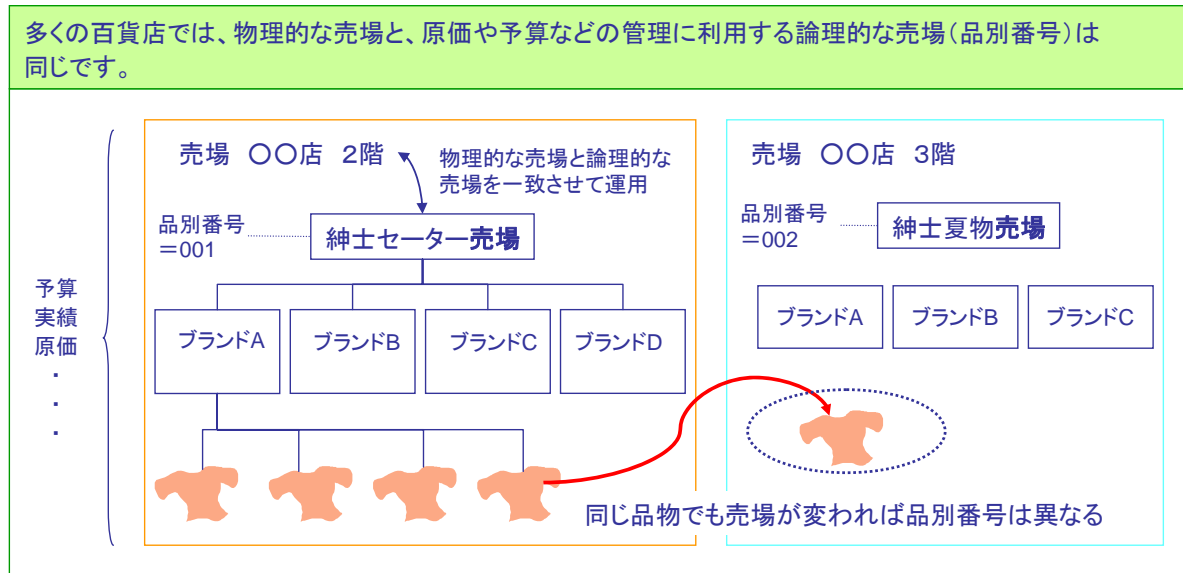 多くの百貨店では、物理的な売場と、原価や予算などの管理に利用する論理的な売場(品別番号)は
同じです。
売場 〇〇店 2階
物理的な売場と論理的な
売場を一致させて運用
品別番号
=001
紳士セーター売場
予算
実績
原価
・
・
・
ブランドA
ブランドB
ブランドC
ブランドD
売場 〇〇店 3階
品別番号
=002
紳士夏物売場
ブランドA
ブランドB
ブランドC
同じ品物でも売場が変われば品別番号は異なる